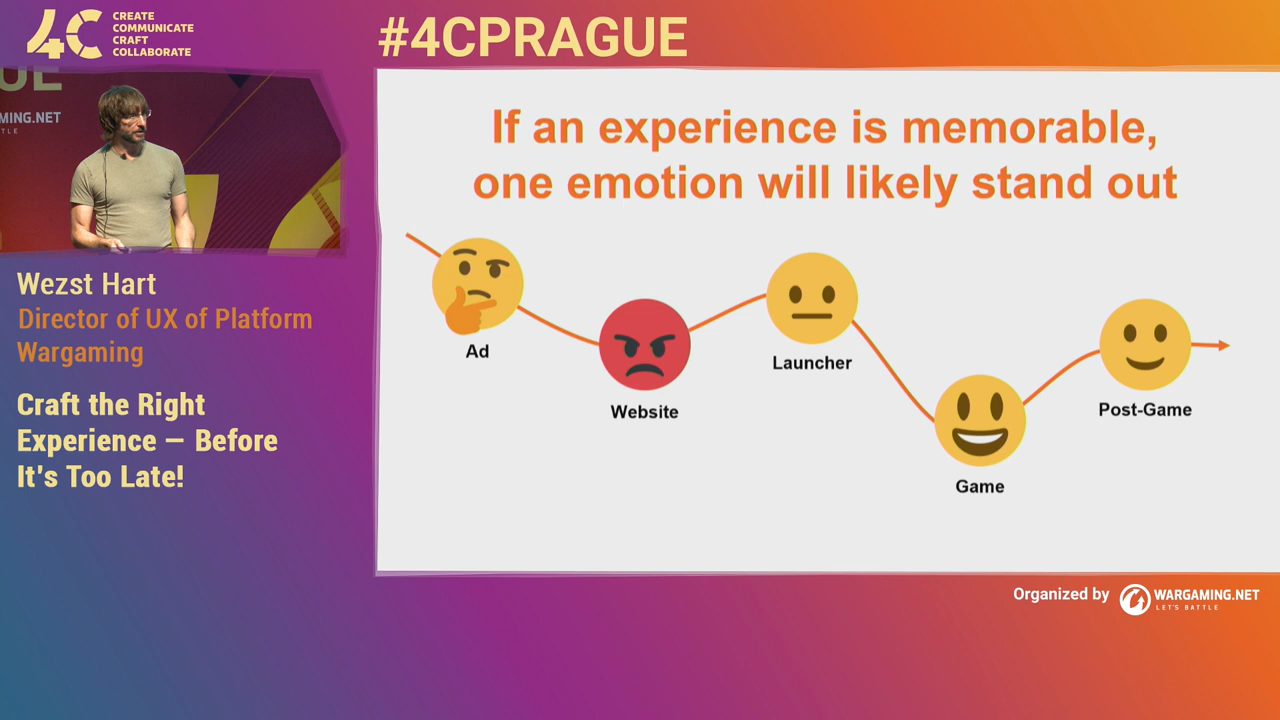 4C
CREATE
COMMUNICATE
CRAFT
COLLABORATE
#4CPRAGUE
UE
MING.NET
TLE
Wezst Hart
Director of UX of Platform
Wargaming
Craft the Right
Experience — Before
It's Too Late!
If an experience is memorable,
one emotion will likely stand out
Ad
Website
Launcher
Game
Post-Game
Organized by
WARGAMING.NET
LET'S BATTLE